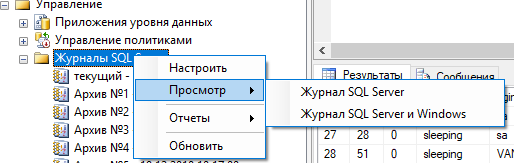 Управление
Приложения уровня данных
Управление политиками
Журналы SQL
текущий -
Архив №1
Архив №2
Архив №3
Архив №4
Настроить
Просмотр
Отчеты
Обновить
Журнал SQL Server
Журнал SQL Server и Windows
Результаты
Сообщения
sa
27 28 0 sleeping sa
28 51 0 sleeping VAN